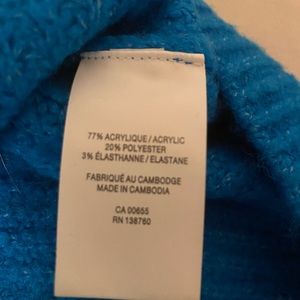 77% ACRYLIQUE / ACRYLIC
20% POLYESTER
3% ÉLASTHANNE / ELASTANE
FABRIQUÉ AU CAMBODGE
MADE IN CAMBODIA
CA 00655
RN 138760